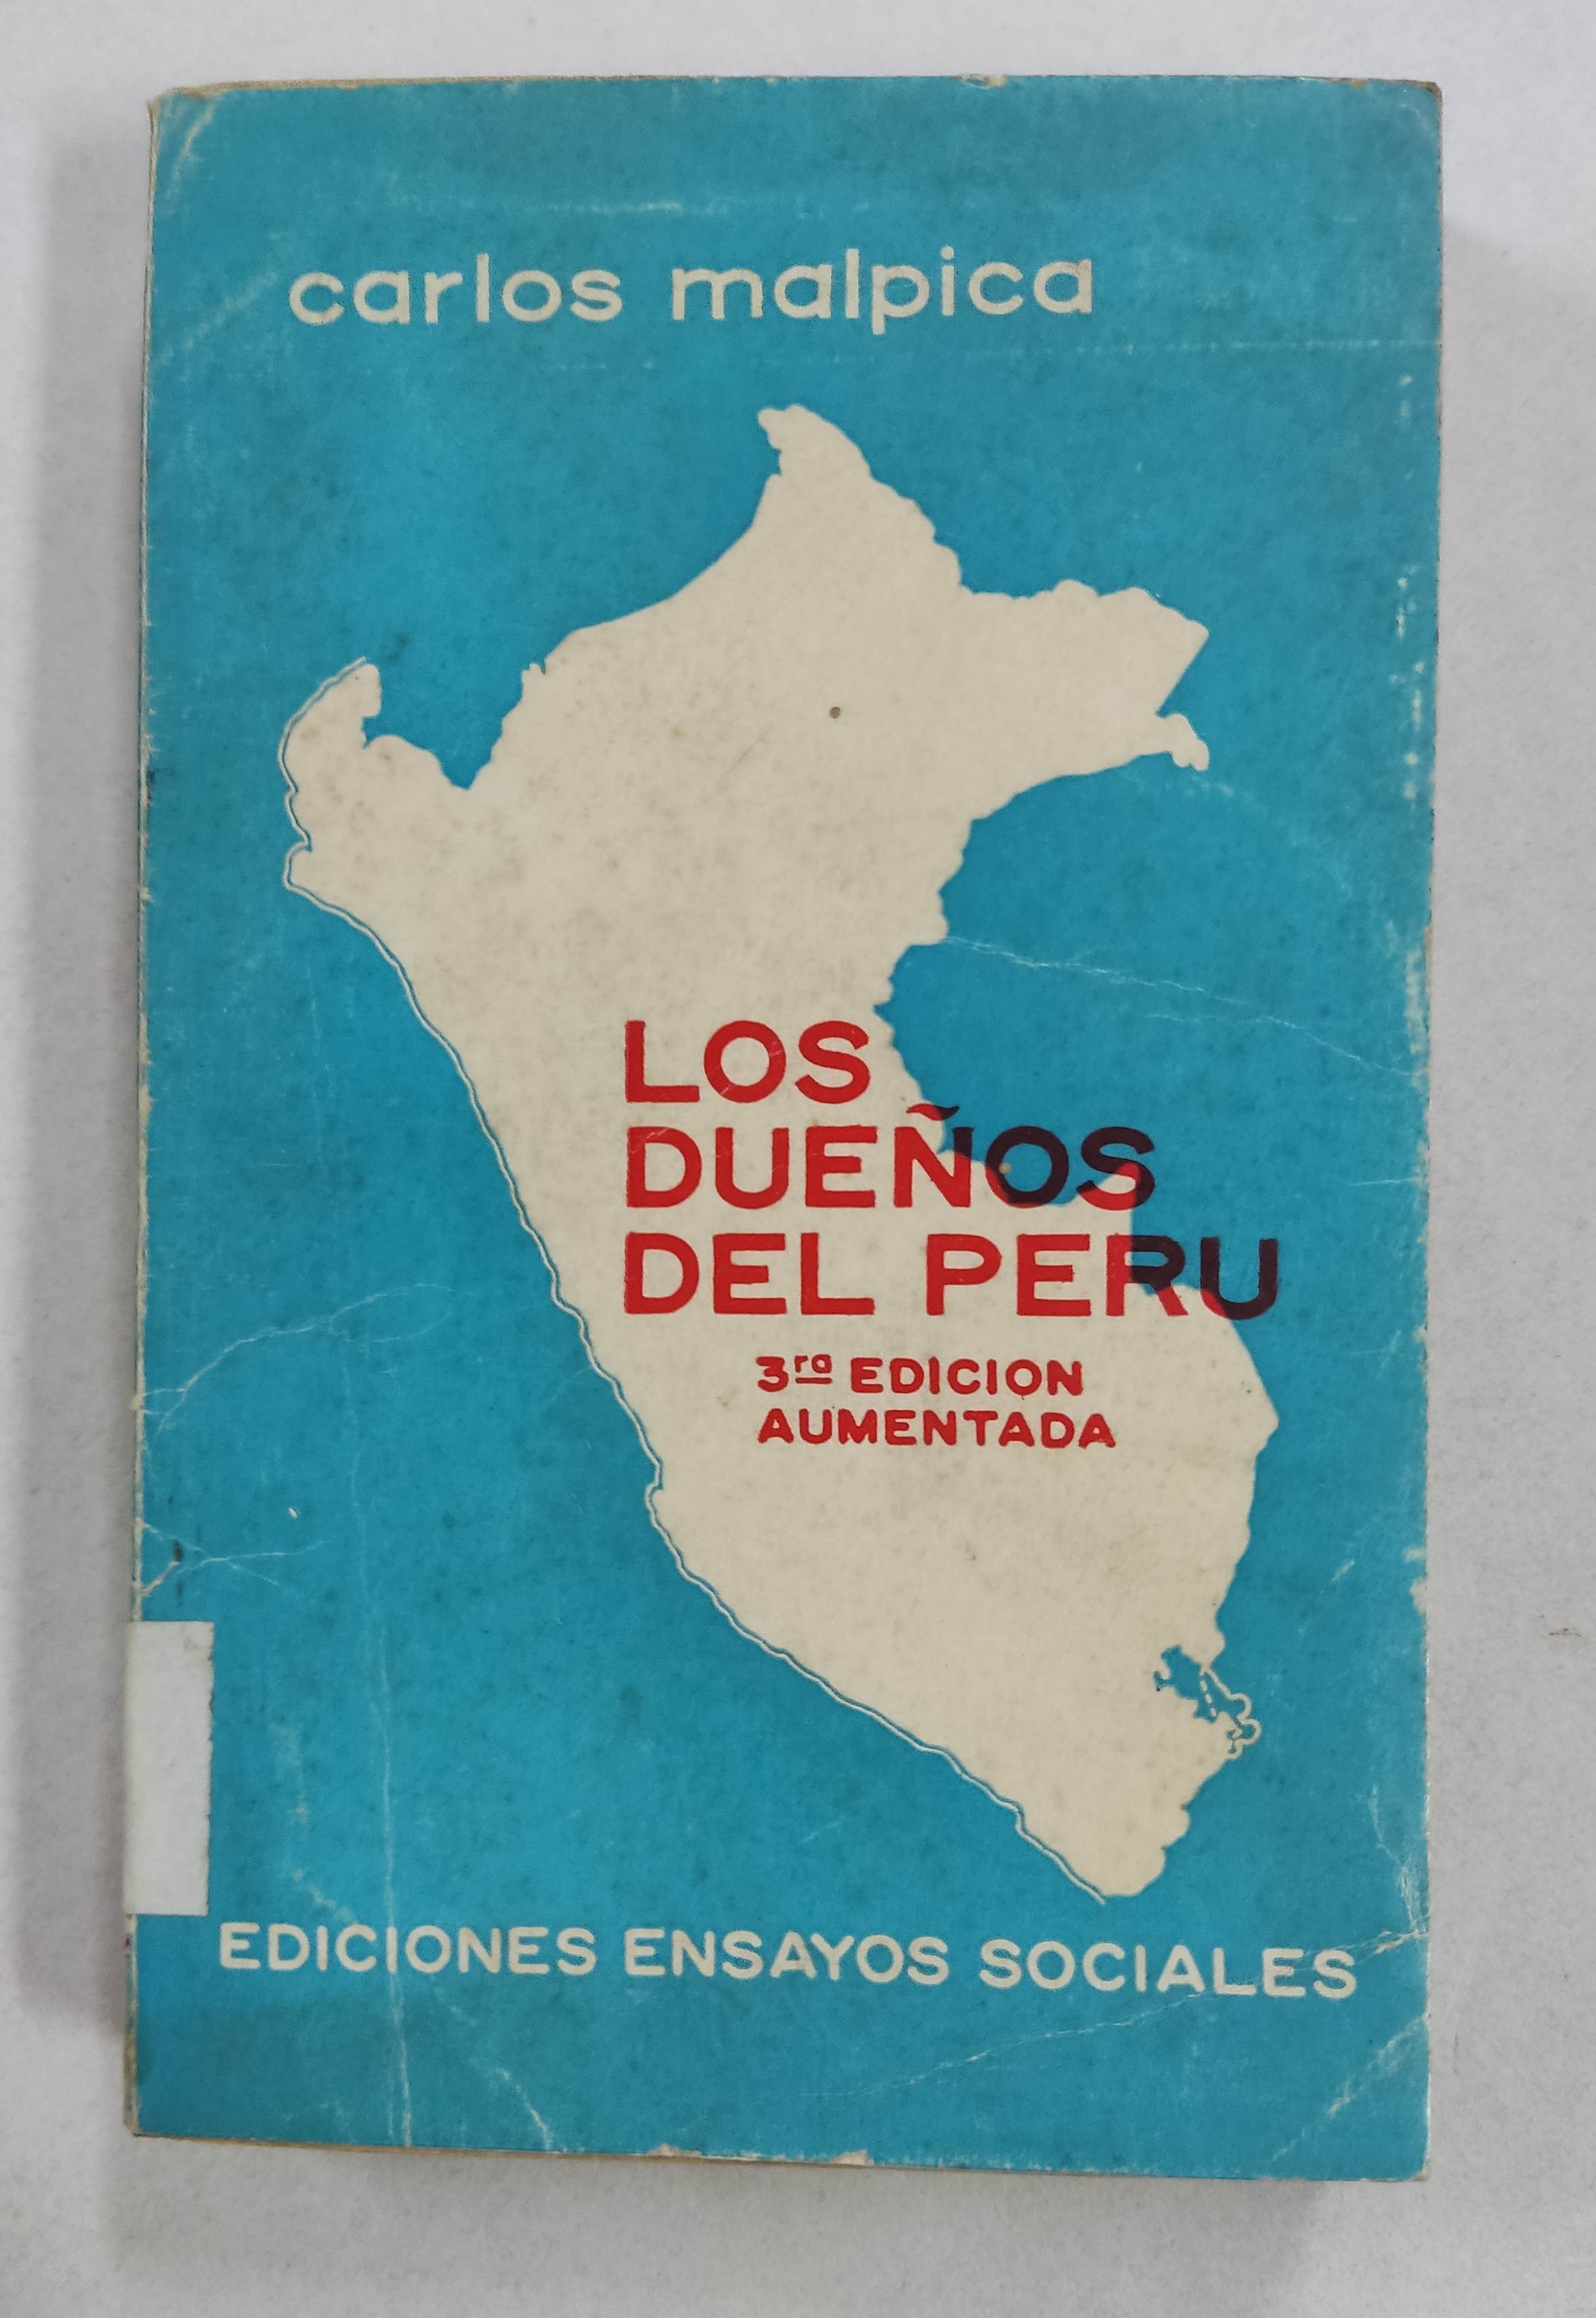 carlos malpica
LOS
DUEÑOS
DEL PERU
3ra EDICION
AUMENTADA
EDICIONES ENSAYOS SOCIALES